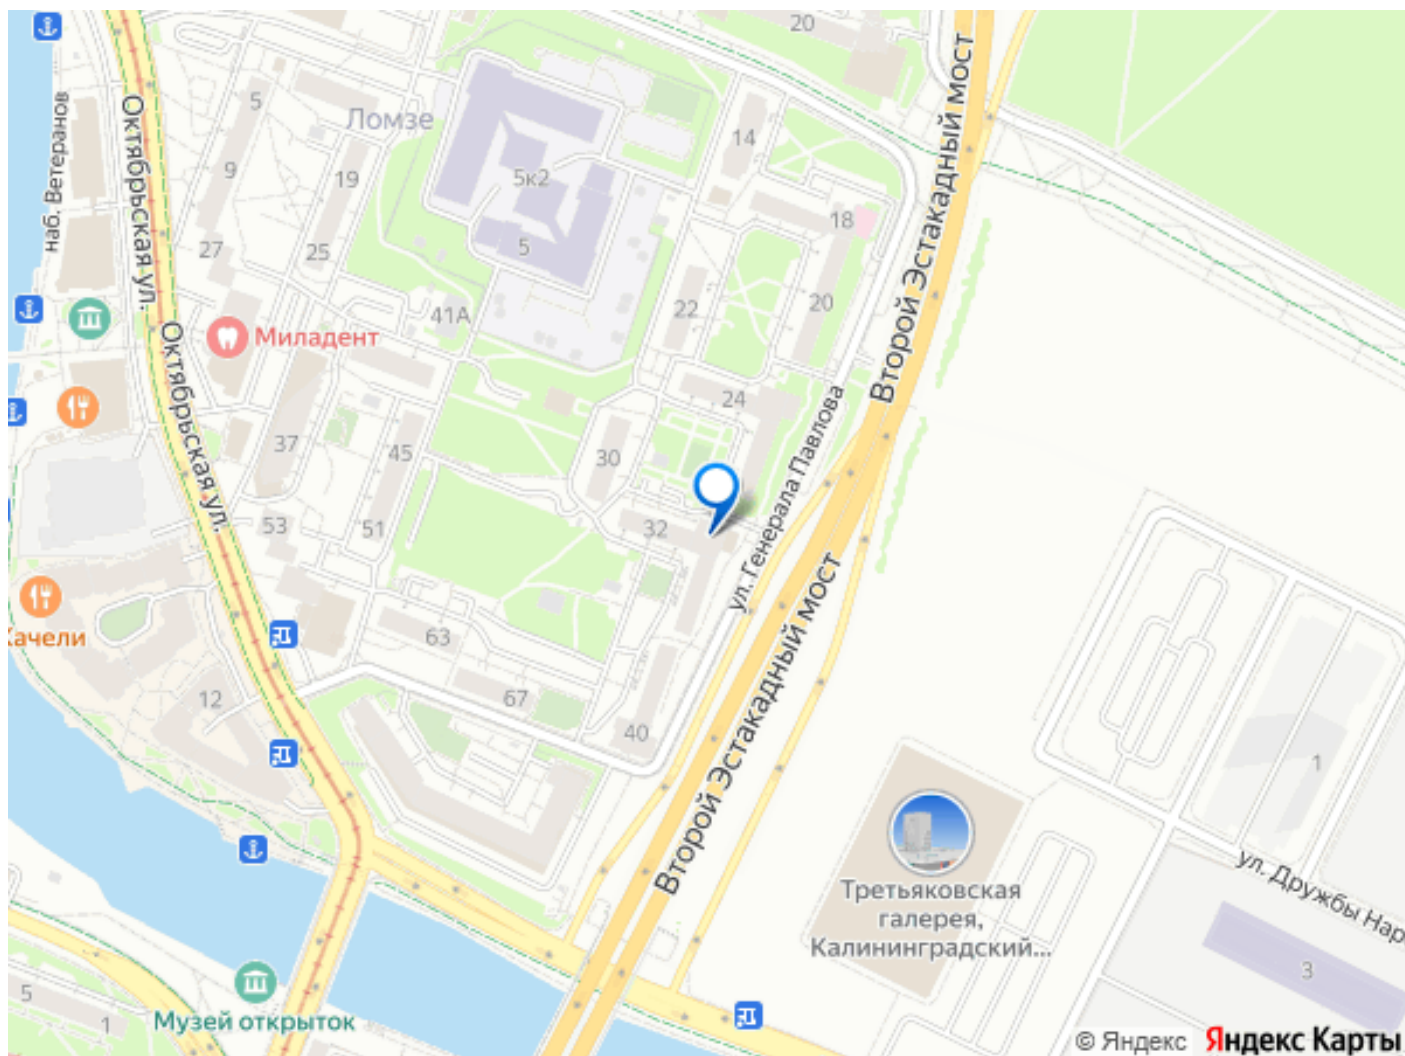 20
Второй Эстакадный мост
наб. Ветеранов
Октябрьская ул.
5
Ломзе
14
9
19
5к2
18
5
27
25
22
20
41А
Миладент
Октябрьская ул.
Второй Эстакадный мост
24
ул. Генерала Павлова
37
45
30
53
51
32
Качели
63
12
67
40
Второй Эстакадный мост
1
Третьяковская
галерея,
Калининградский...
ул. Дружбы Нар
3
5
1
Музей открыток
© Яндекс Яндекс Карты